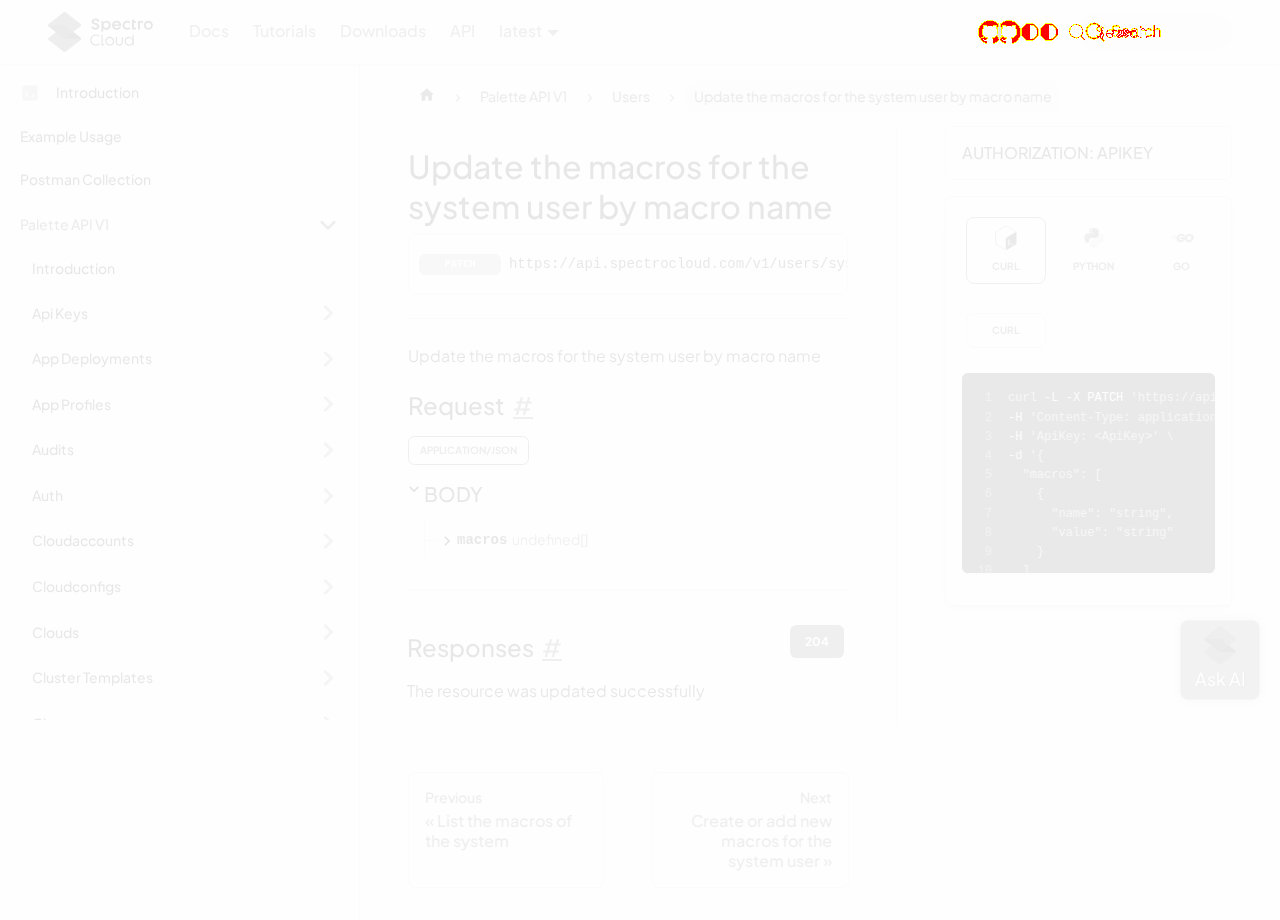 Spectro Cloud
Docs Tutorials Downloads API latest
Introduction
Example Usage
Postman Collection
Palette API V1
Introduction
Api Keys
App Deployments
App Profiles
Audits
Auth
Cloudaccounts
Cloudconfigs
Clouds
Cluster Templates
Palette API V1 > Users > Update the macros for the system user by macro name
Update the macros for the
system user by macro name
PATCH https://api.spectrocloud.com/v1/users/sy
Update the macros for the system user by macro name
Request #
APPLICATION/JSON
BODY
macros undefined[]
Responses #
204
The resource was updated successfully
Previous
« List the macros of
the system
Next
Create or add new
macros for the
system user »
AUTHORIZATION: APIKEY
CURL PYTHON GO
CURL
1 curl -L -X PATCH 'https://api
2 -H 'Content-Type: application
3 -H 'ApiKey: <ApiKey>' \
4 -d '{
5 "macros": [
6 {
7 "name": "string",
8 "value": "string"
9 }
10 ]
Ask AI